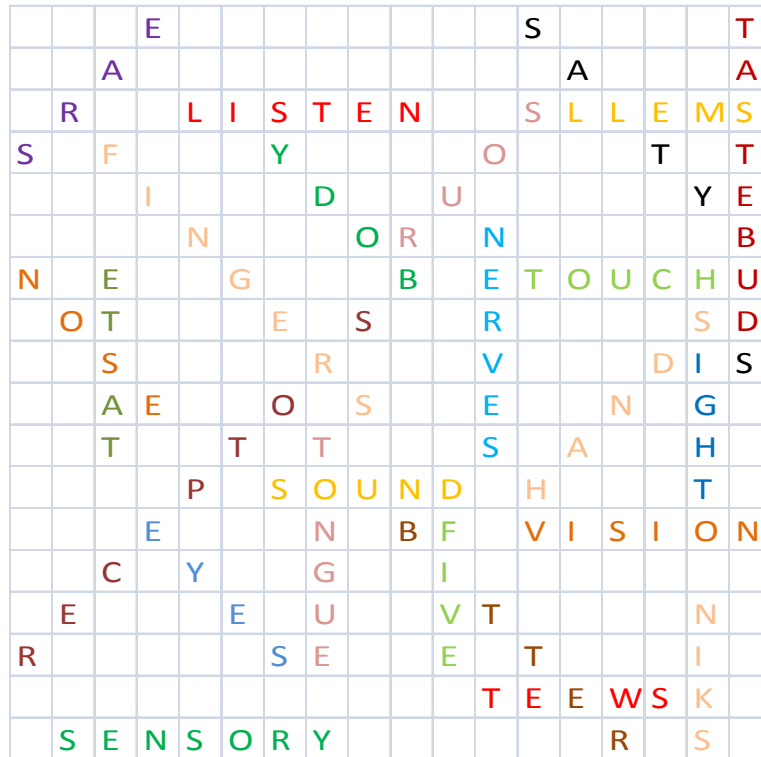 E S T
A A A
R L I S T E N S L L E M S
S F Y O T T
I D U Y E
N O R N B
N E G B E T O U C H U
O T E S R S D
S R V D I S
A E O S E N G
T T T S A H
P S O U N D H T
E N B F V I S I O N
C Y G I
E E U V T N
R S E E T I
T E E W S K
S E N S O R Y R S